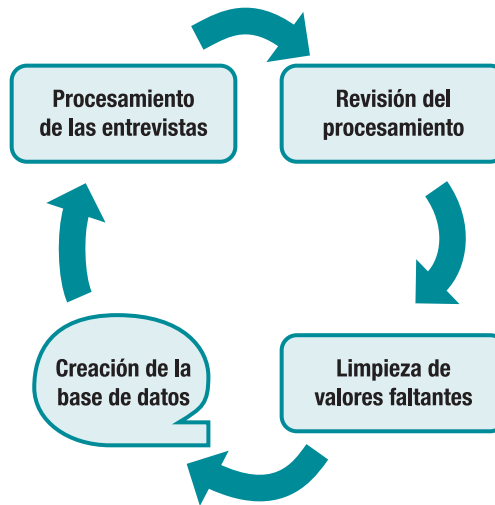 Procesamiento
de las entrevistas
Revisión del
procesamiento
Creación de la
base de datos
Limpieza de
valores faltantes